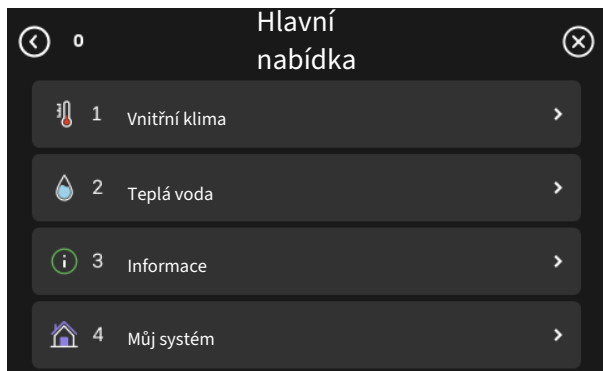 0
Hlavní
nabídka
1 Vnitřní klima
2 Teplá voda
3 Informace
4 Můj systém